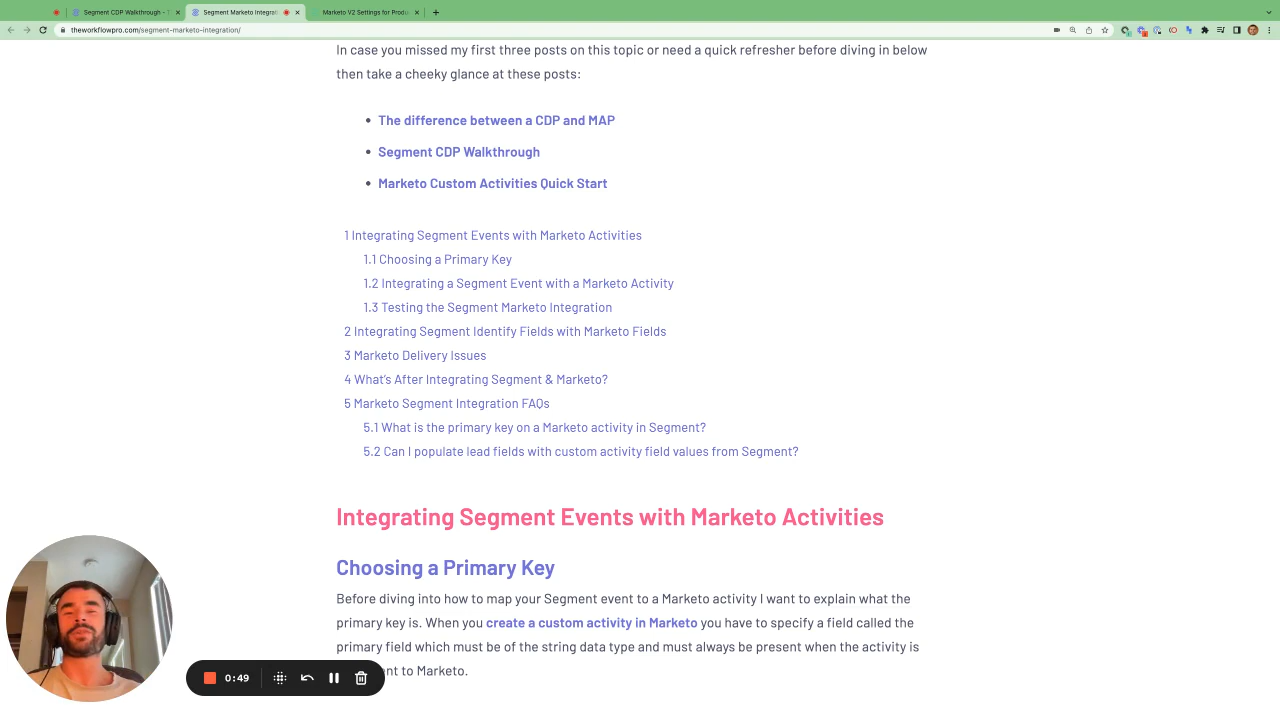 Segment CDP Walkthrough -
Segment Marketo Integrat
Marketo V2 Settings for Produ
theworkflowpro.com/segment-marketo-integration/
In case you missed my first three posts on this topic or need a quick refresher before diving in below
then take a cheeky glance at these posts:
• The difference between a CDP and MAP
• Segment CDP Walkthrough
• Marketo Custom Activities Quick Start
1 Integrating Segment Events with Marketo Activities
1.1 Choosing a Primary Key
1.2 Integrating a Segment Event with a Marketo Activity
1.3 Testing the Segment Marketo Integration
2 Integrating Segment Identify Fields with Marketo Fields
3 Marketo Delivery Issues
4 What's After Integrating Segment & Marketo?
5 Marketo Segment Integration FAQs
5.1 What is the primary key on a Marketo activity in Segment?
5.2 Can I populate lead fields with custom activity field values from Segment?
Integrating Segment Events with Marketo Activities
Choosing a Primary Key
Before diving into how to map your Segment event to a Marketo activity I want to explain what the
primary key is. When you create a custom activity in Marketo you have to specify a field called the
primary field which must be of the string data type and must always be present when the activity is
nt to Marketo.
0:49